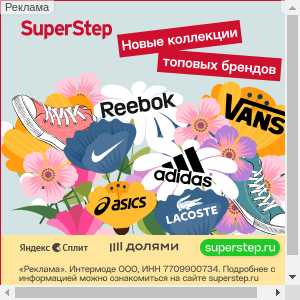 Реклама
SuperStep
Новые коллекции
топовых брендов
Reebok
VANS
adidas
asics
LACOSTE
Яндекс Сплит
долями
superstep.ru
«Реклама». Интермоде ООО, ИНН 7709900734. Подробнее с
информацией можно ознакомиться на сайте superstep.ru